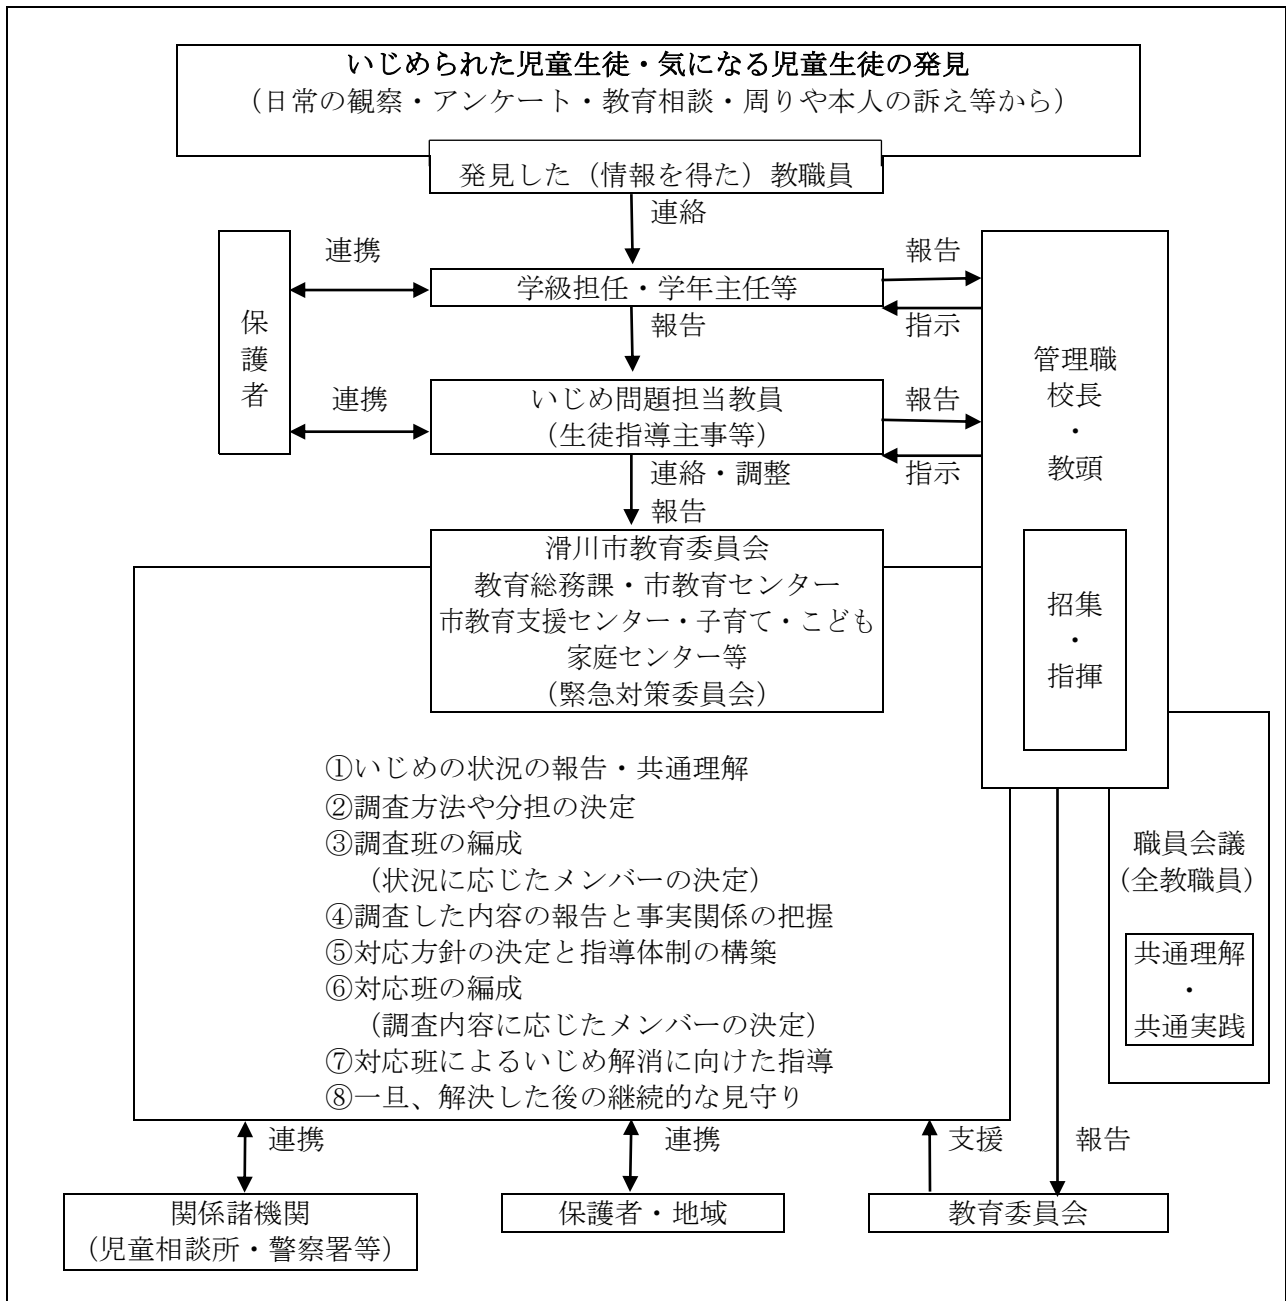 いじめられた児童生徒・気になる児童生徒の発見
（日常の観察・アンケート・教育相談・周りや本人の訴え等から）
発見した（情報を得た）教職員
連絡
保護者
連携
学級担任・学年主任等
報告
指示
報告
連携
いじめ問題担当教員
（生徒指導主事等）
報告
指示
連絡・調整
報告
管理職
校長
・
教頭
招集
・
指揮
滑川市教育委員会
教育総務課・市教育センター
市教育支援センター・子育て・こども
家庭センター等
（緊急対策委員会）
①いじめの状況の報告・共通理解
②調査方法や分担の決定
③調査班の編成
（状況に応じたメンバーの決定）
④調査した内容の報告と事実関係の把握
⑤対応方針の決定と指導体制の構築
⑥対応班の編成
（調査内容に応じたメンバーの決定）
⑦対応班によるいじめ解消に向けた指導
⑧一旦、解決した後の継続的な見守り
職員会議
（全教職員）
共通理解
・
共通実践
連携
連携
支援
報告
関係諸機関
（児童相談所・警察署等）
保護者・地域
教育委員会